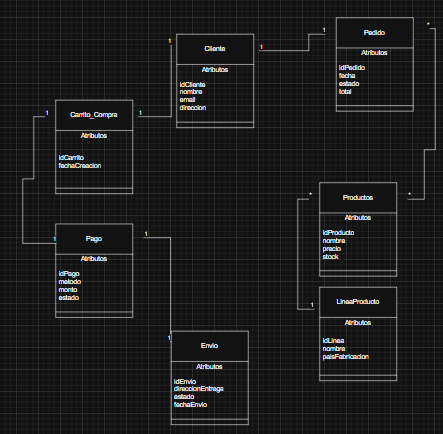 Pedido
*
1
Atributos
idPedido
fecha
estado
total
1
Cliente
1
Atributos
idCliente
nombre
email
direccion
1
Carrito_Compra
1
Atributos
idCarrito
fechaCreacion
*
Productos
*
Atributos
idProducto
nombre
precio
stock
1
Pago
1
Atributos
idPago
metodo
monto
estado
1
LineaProducto
Atributos
idLinea
nombre
paisFabricacion
1
Envio
Atributos
idEnvio
direccionEntrega
estado
fechaEnvio